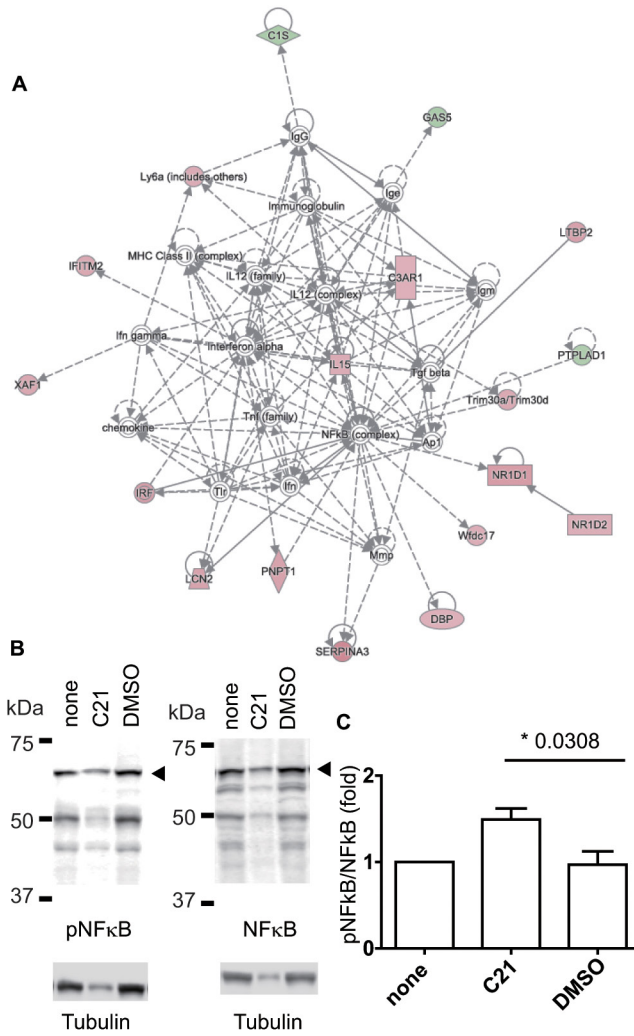 C1S
A
GAS5
IgG
Ly6a (includes others)
Ige
Immunoglobulin
LTBP2
MHC Class II (complex)
IFITM2
IL12 (family)
C3AR1
IL12 (complex)
Igm
Ifn gamma
Interferon alpha
PTPLAD1
IL15
Tgf beta
XAF1
Trim30a/Trim30d
Tnf (family)
chemokine
NFkB (complex)
Ap1
NR1D1
IRF
Tlr
Ifn
NR1D2
Wfdc17
Mmp
LCN2
PNPT1
DBP
SERPINA3
B
none
C21
DMSO
kDa
75
50
37
pNFκB
Tubulin
none
C21
DMSO
kDa
75
50
37
NFκB
Tubulin
C
* 0.0308
pNFkB/NFkB (fold)
2
1
0
none
C21
DMSO